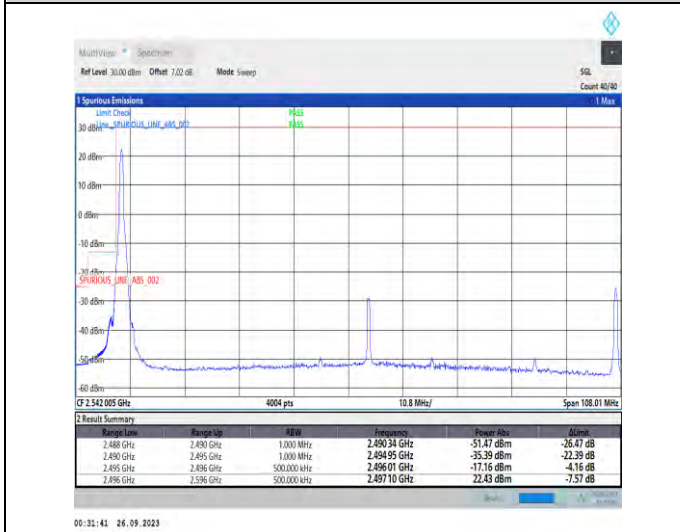 MultiView Spectrum
Ref Level 30.00 dBm Offset 7.02 dB Mode Sweep SGL
Count 40/40
1 Spurious Emissions 1 Max
Limit Check PASS
Line _SPURIOUS_LINE_ABS_002 PASS
30 dBm
20 dBm
10 dBm
0 dBm
-10 dBm
-20 dBm
_SPURIOUS_LINE_ABS_002
-30 dBm
-40 dBm
-50 dBm
-60 dBm
CF 2.542 005 GHz 4004 pts 10.8 MHz/ Span 108.01 MHz
2 Result Summary
Range Low Range Up RBW Frequency Power Abs ΔLimit
2.488 GHz 2.490 GHz 1.000 MHz 2.490 34 GHz -51.47 dBm -26.47 dB
2.490 GHz 2.495 GHz 1.000 MHz 2.494 95 GHz -35.39 dBm -22.39 dB
2.495 GHz 2.496 GHz 500.000 kHz 2.496 01 GHz -17.16 dBm -4.16 dB
2.496 GHz 2.596 GHz 500.000 kHz 2.497 10 GHz 22.43 dBm -7.57 dB
00:31:41 26.09.2023